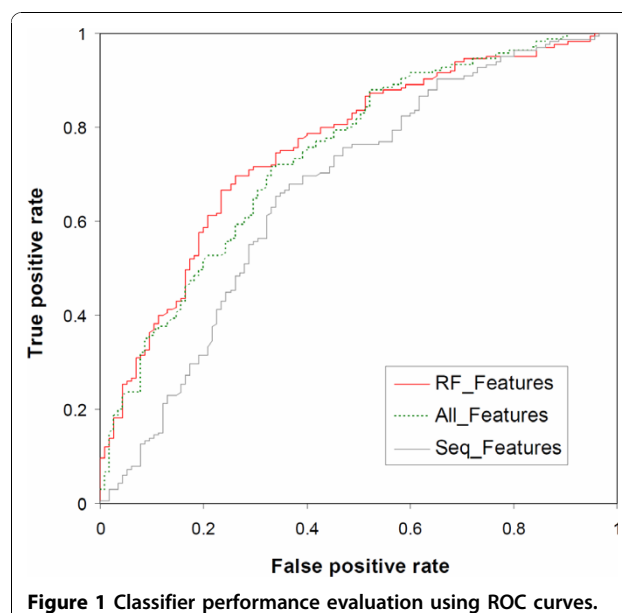 1
0.8
0.6
0.4
0.2
0
True positive rate
RF_Features
All_Features
Seq_Features
0 0.2 0.4 0.6 0.8 1
False positive rate
Figure 1 Classifier performance evaluation using ROC curves.